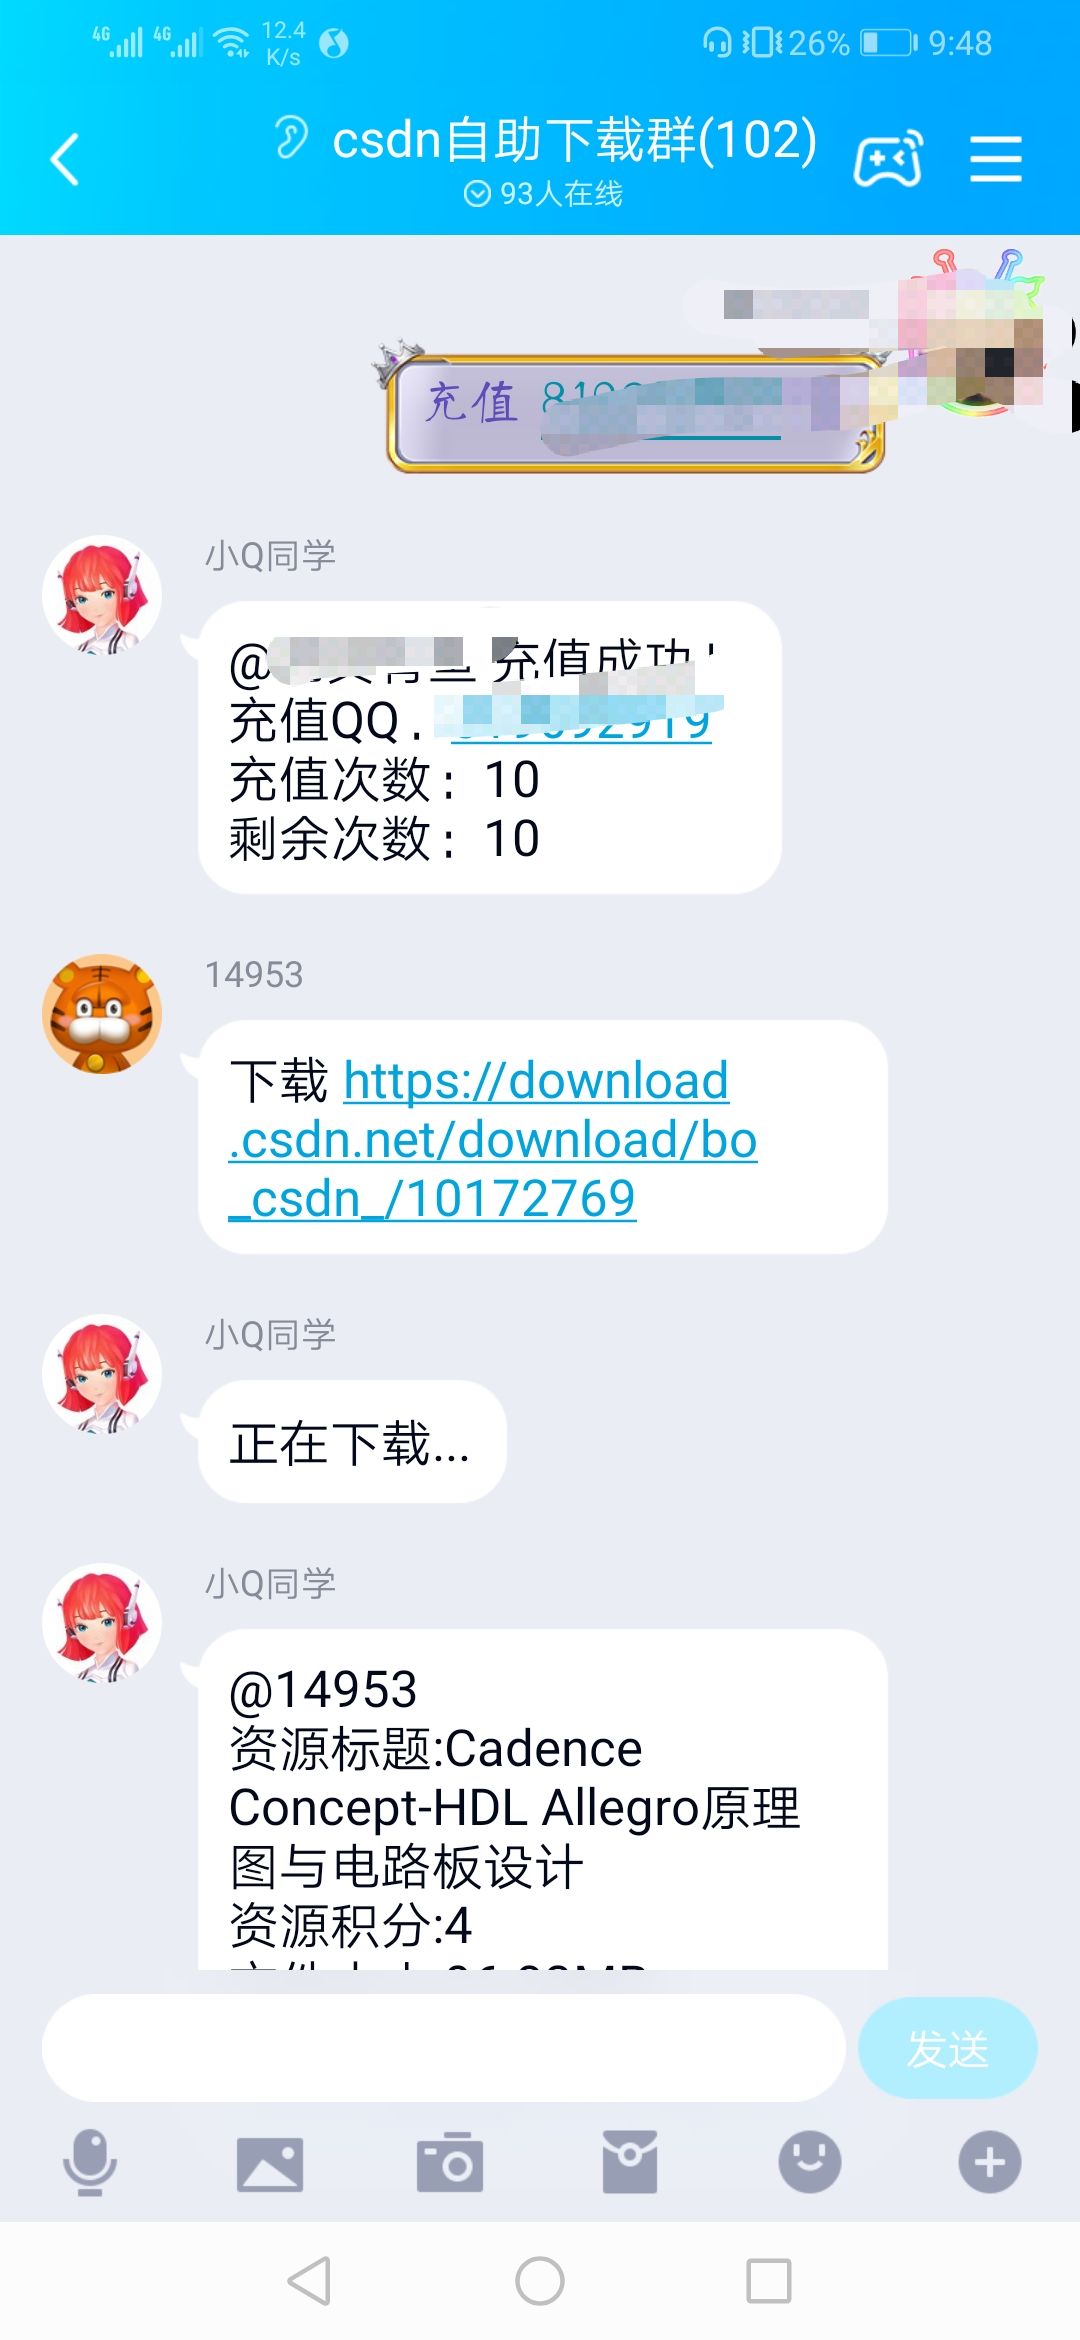 4G 4G 12.4 K/s 26% 9:48
csdn自助下载群(102)
93人在线
充值
小Q同学
@ 充值成功!
充值QQ
充值次数：10
剩余次数：10
14953
下载 https://download
.csdn.net/download/bo
_csdn_/10172769
小Q同学
正在下载...
小Q同学
@14953
资源标题:Cadence
Concept-HDL Allegro原理
图与电路板设计
资源积分:4
发送